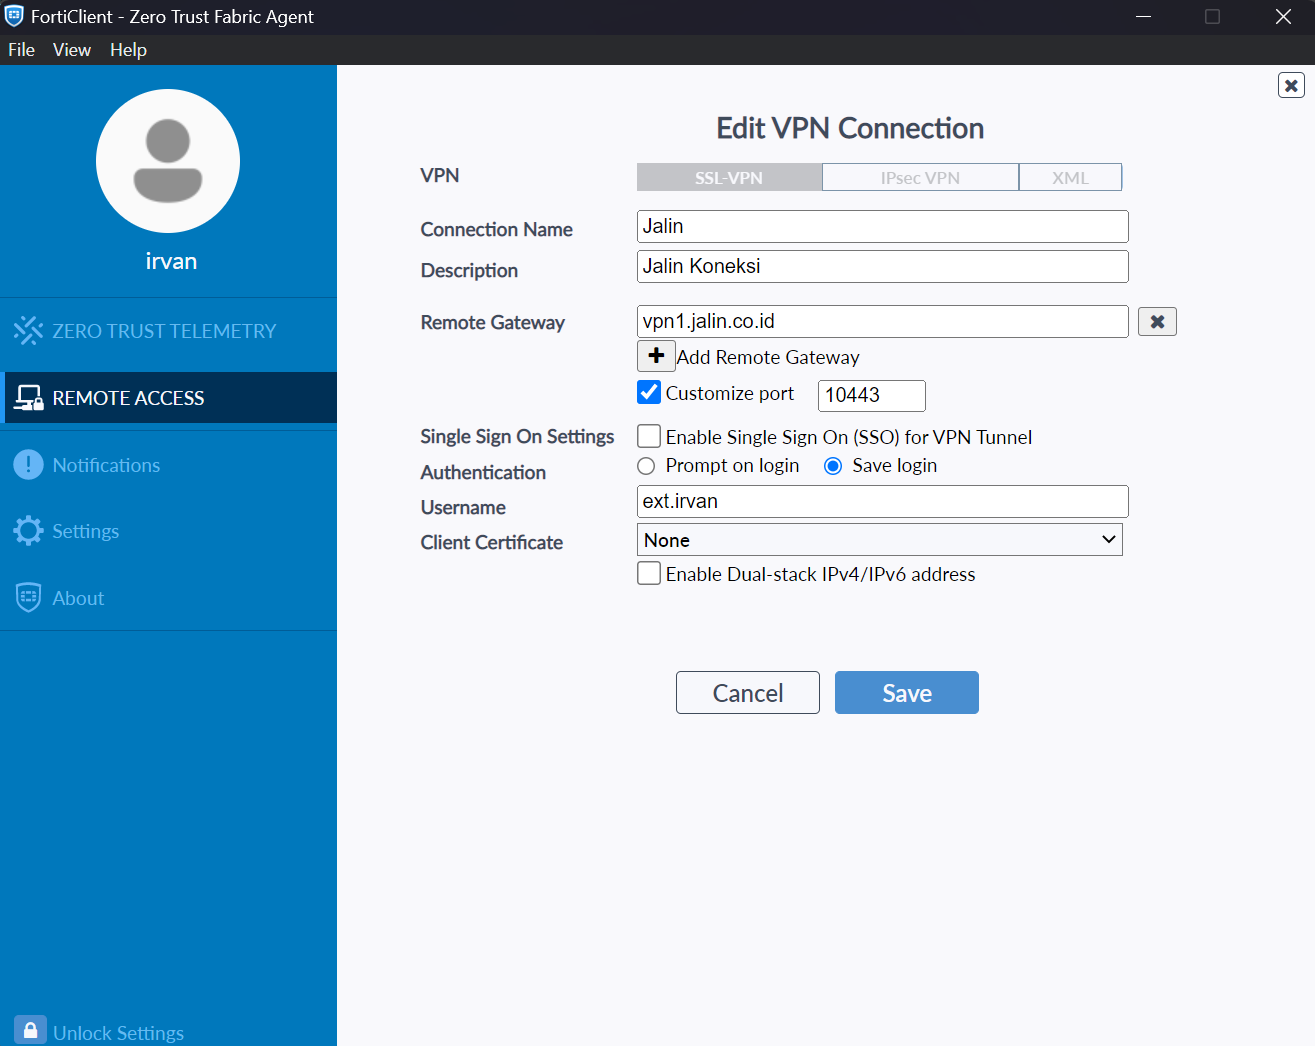 FortiClient - Zero Trust Fabric Agent
File View Help
irvan
ZERO TRUST TELEMETRY
REMOTE ACCESS
Notifications
Settings
About
Unlock Settings
Edit VPN Connection
VPN SSL-VPN IPsec VPN XML
Connection Name Jalin
Description Jalin Koneksi
Remote Gateway vpn1.jalin.co.id
Add Remote Gateway
Customize port 10443
Single Sign On Settings Enable Single Sign On (SSO) for VPN Tunnel
Authentication Prompt on login Save login
Username ext.irvan
Client Certificate None
Enable Dual-stack IPv4/IPv6 address
Cancel Save